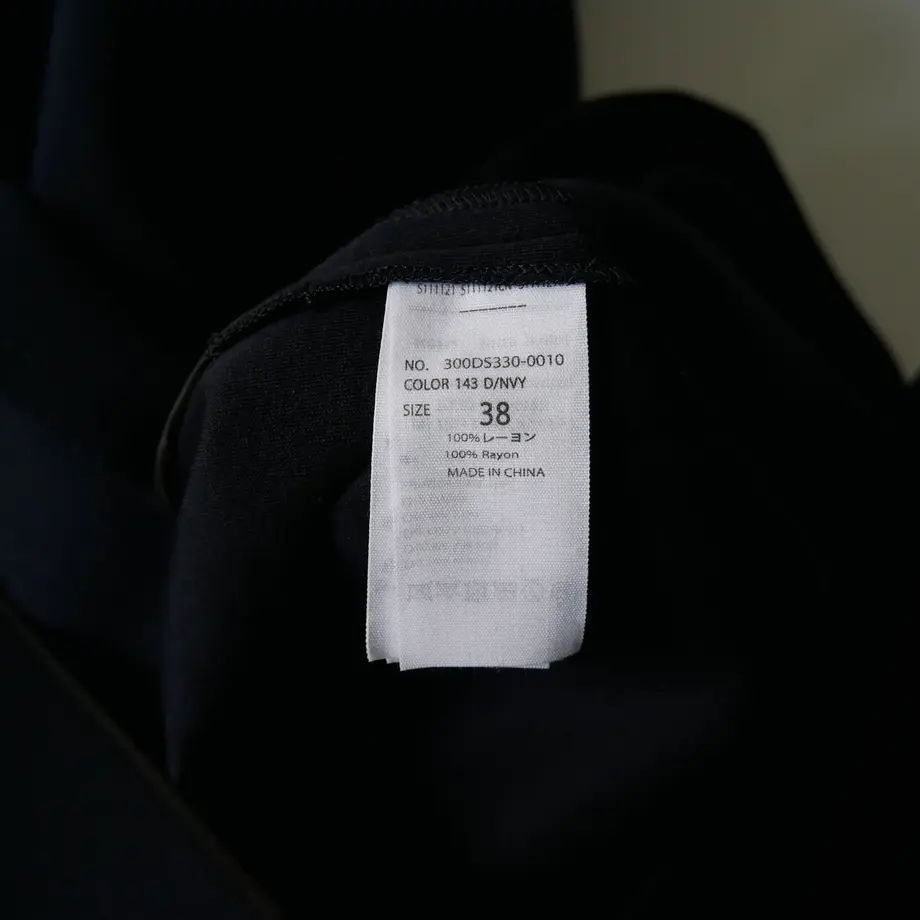 NO. 300DS330-0010
COLOR 143 D/NVY
SIZE 38
100% レーヨン
100% Rayon
MADE IN CHINA